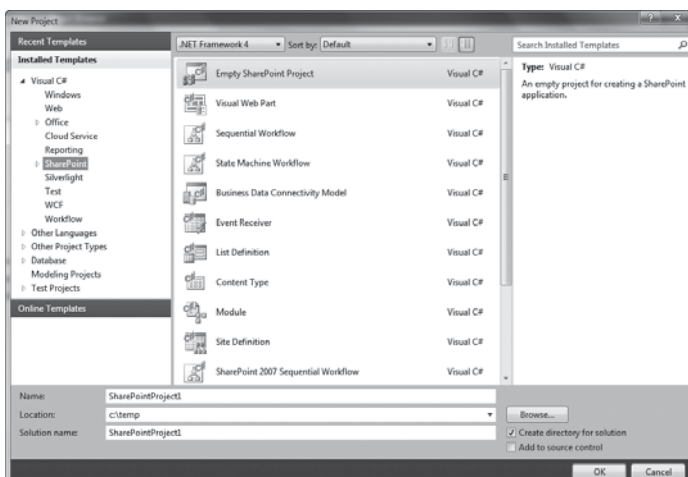 New Project
Recent Templates
Installed Templates
Visual C#
Windows
Web
Office
Cloud Service
Reporting
SharePoint
Silverlight
Test
WCF
Workflow
Other Languages
Other Project Types
Database
Modeling Projects
Test Projects
Online Templates
.NET Framework 4 Sort by: Default
Empty SharePoint Project Visual C#
Visual Web Part Visual C#
Sequential Workflow Visual C#
State Machine Workflow Visual C#
Business Data Connectivity Model Visual C#
Event Receiver Visual C#
List Definition Visual C#
Content Type Visual C#
Module Visual C#
Site Definition Visual C#
SharePoint 2007 Sequential Workflow Visual C#
Search Installed Templates
Type: Visual C#
An empty project for creating a SharePoint
application.
Name: SharePointProject1
Location: c:\temp
Browse...
Solution name: SharePointProject1
Create directory for solution
Add to source control
OK Cancel